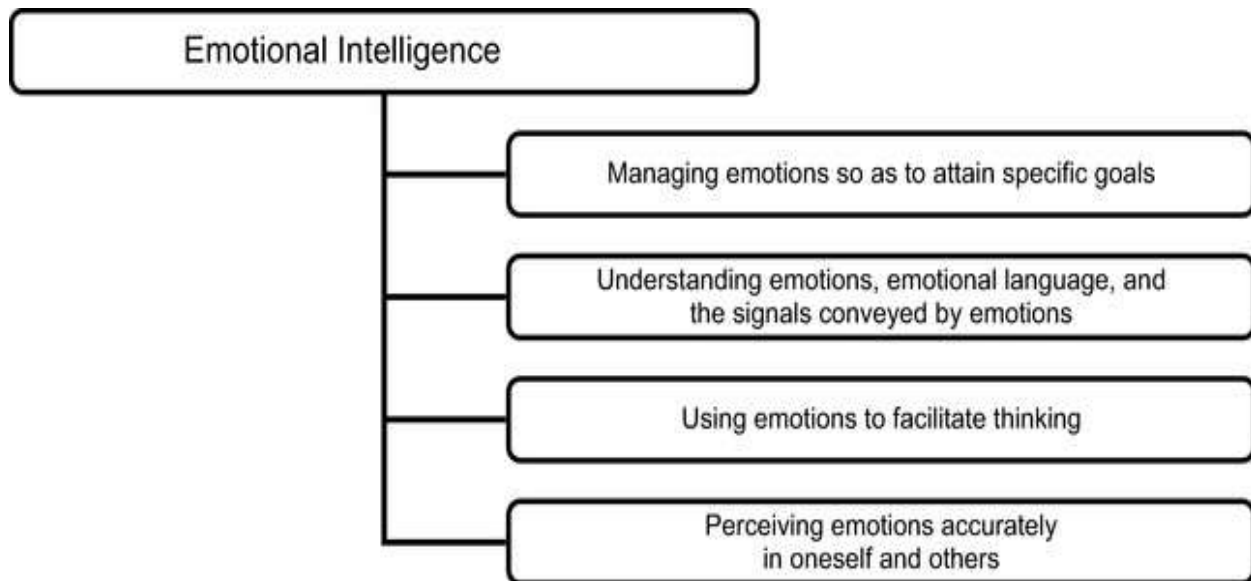 Emotional Intelligence
Managing emotions so as to attain specific goals
Understanding emotions, emotional language, and
the signals conveyed by emotions
Using emotions to facilitate thinking
Perceiving emotions accurately
in oneself and others